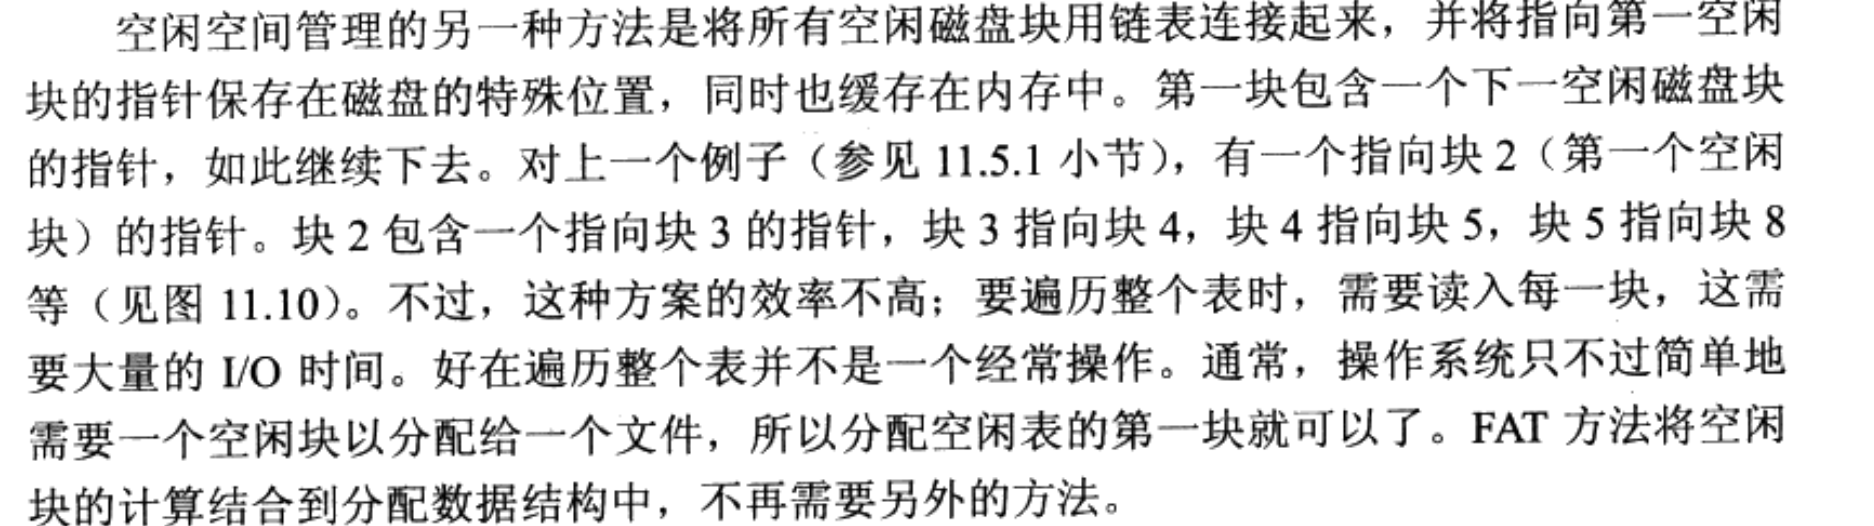 空闲空间管理的另一种方法是将所有空闲磁盘块用链表连接起来，并将指向第一空闲
块的指针保存在磁盘的特殊位置，同时也缓存在内存中。第一块包含一个下一空闲磁盘块
的指针，如此继续下去。对上一个例子（参见 11.5.1 小节），有一个指向块 2（第一个空闲
块）的指针。块 2 包含一个指向块 3 的指针，块 3 指向块 4，块 4 指向块 5，块 5 指向块 8
等（见图 11.10）。不过，这种方案的效率不高；要遍历整个表时，需要读入每一块，这需
要大量的 I/O 时间。好在遍历整个表并不是一个经常操作。通常，操作系统只不过简单地
需要一个空闲块以分配给一个文件，所以分配空闲表的第一块就可以了。FAT 方法将空闲
块的计算结合到分配数据结构中，不再需要另外的方法。